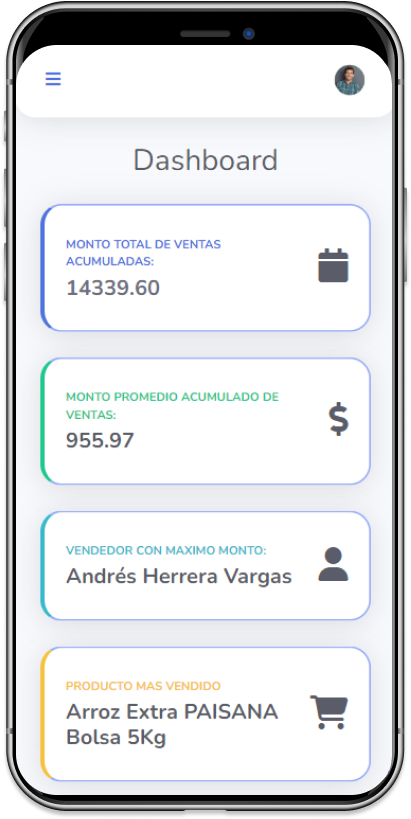 Dashboard
MONTO TOTAL DE VENTAS
ACUMULADAS:
14339.60
MONTO PROMEDIO ACUMULADO DE
VENTAS:
955.97
VENDEDOR CON MAXIMO MONTO:
Andrés Herrera Vargas
PRODUCTO MAS VENDIDO
Arroz Extra PAISANA
Bolsa 5Kg